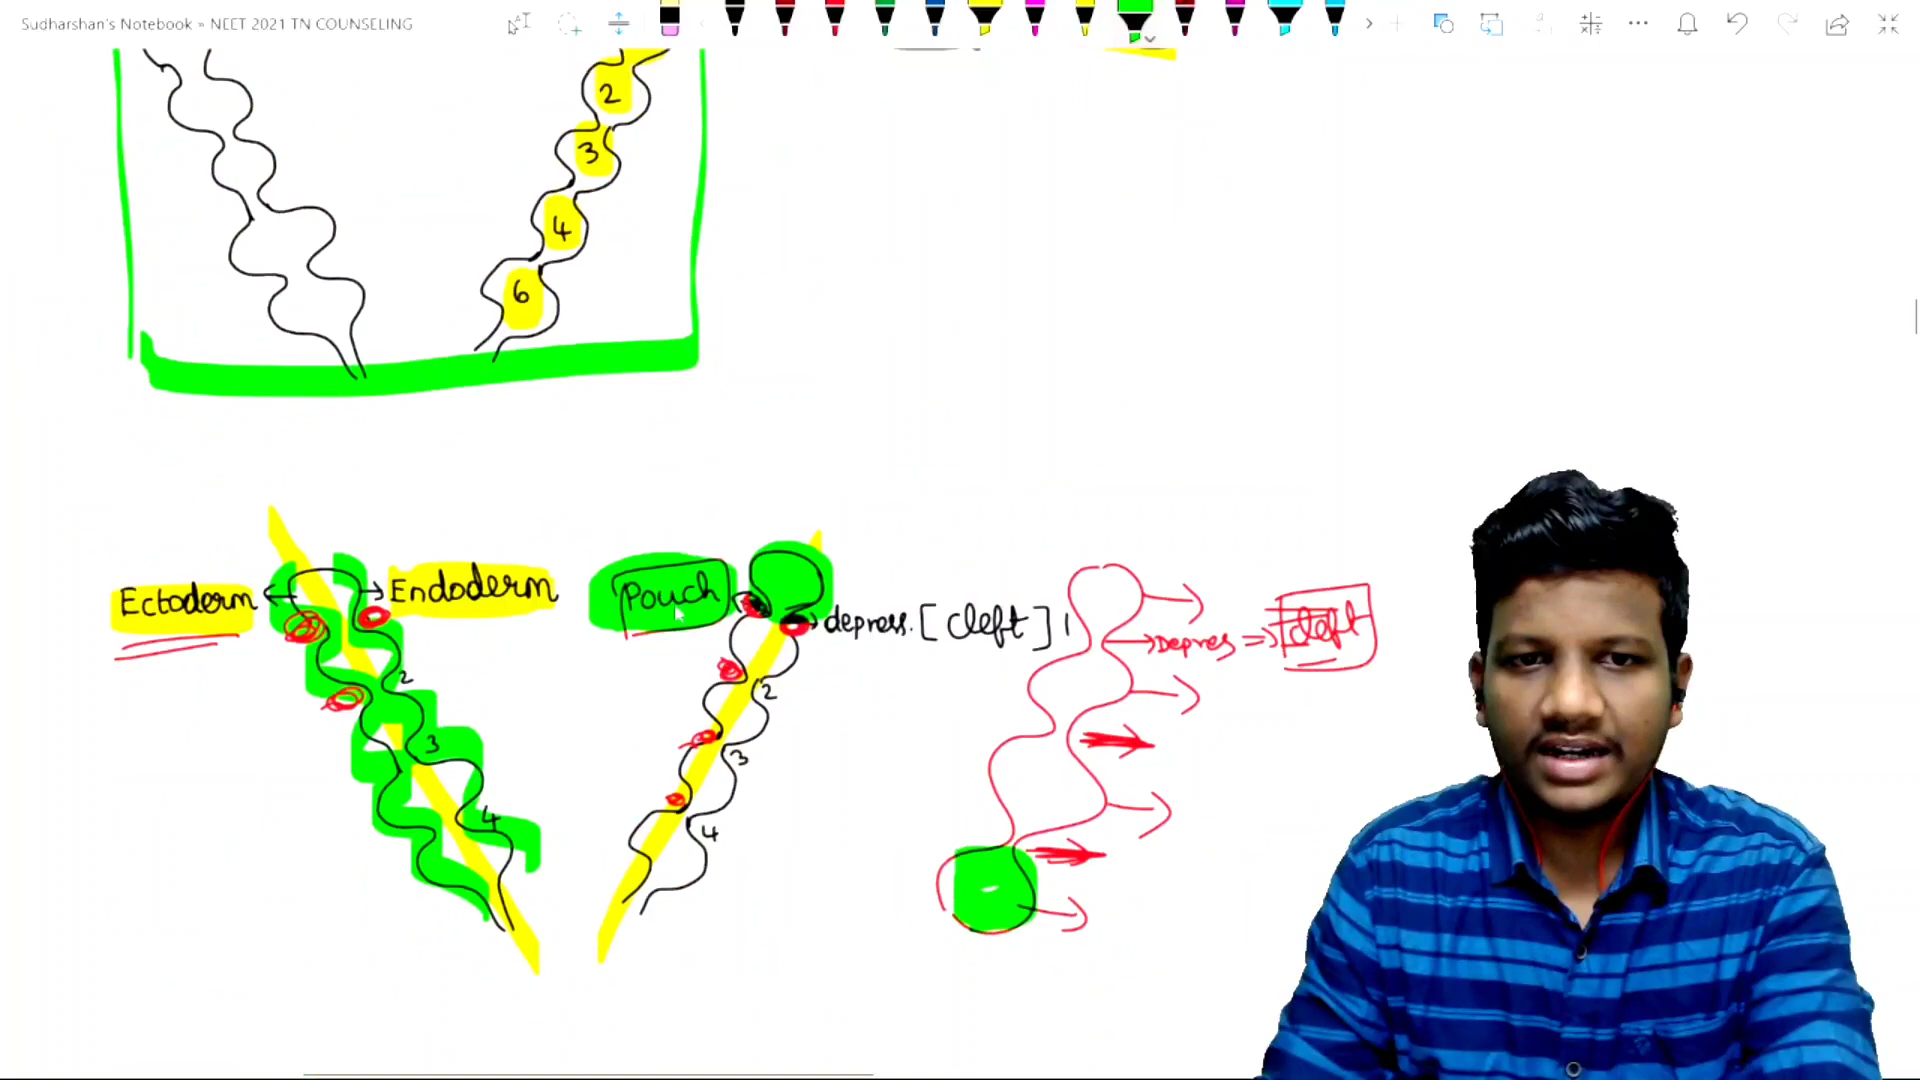 Sudharshan's Notebook » NEET 2021 TN COUNSELING
2
3
4
6
Ectoderm
Endoderm
Pouch
depress. [ Cleft ]
Depres => Cleft
2
3
4
2
3
4